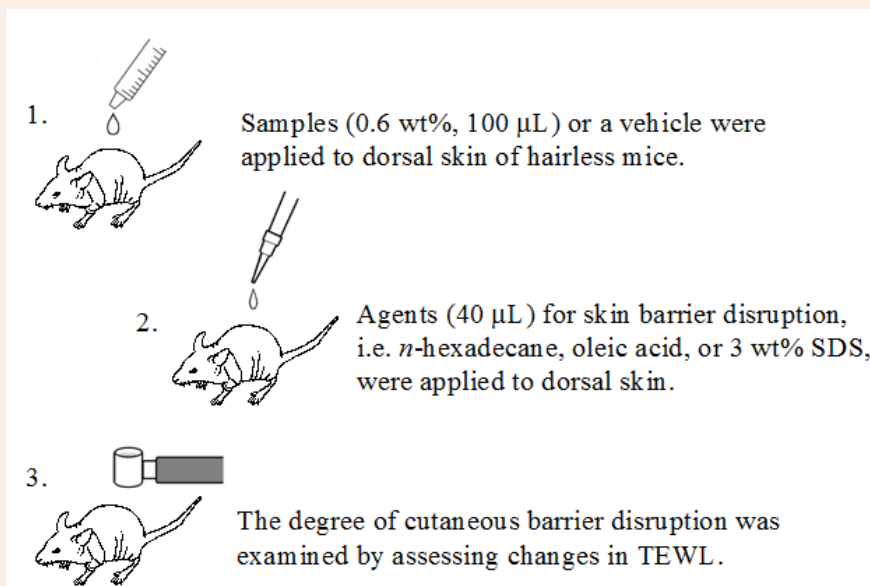 1.
Samples (0.6 wt%, 100 μL) or a vehicle were
applied to dorsal skin of hairless mice.
2.
Agents (40 μL) for skin barrier disruption,
i.e. n-hexadecane, oleic acid, or 3 wt% SDS,
were applied to dorsal skin.
3.
The degree of cutaneous barrier disruption was
examined by assessing changes in TEWL.